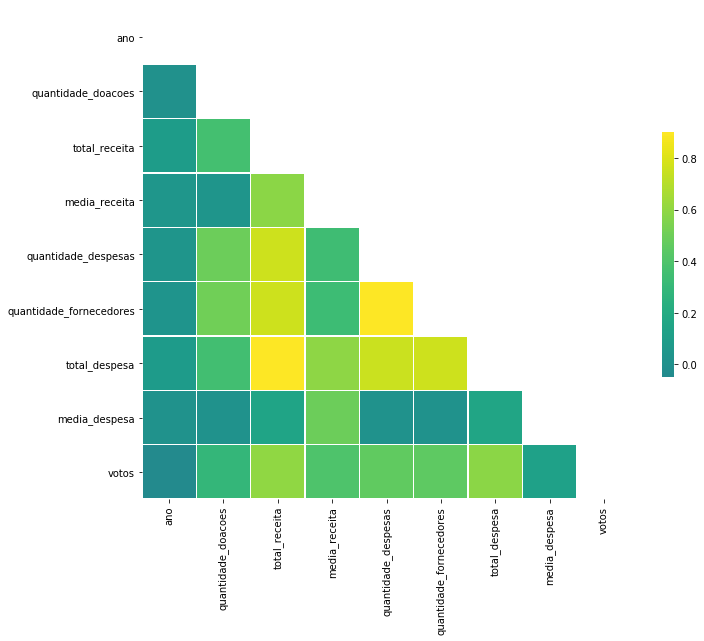 ano
quantidade_doacoes
total_receita
media_receita
quantidade_despesas
quantidade_fornecedores
total_despesa
media_despesa
votos
0.8
0.6
0.4
0.2
0.0
ano
quantidade_doacoes
total_receita
media_receita
quantidade_despesas
quantidade_fornecedores
total_despesa
media_despesa
votos